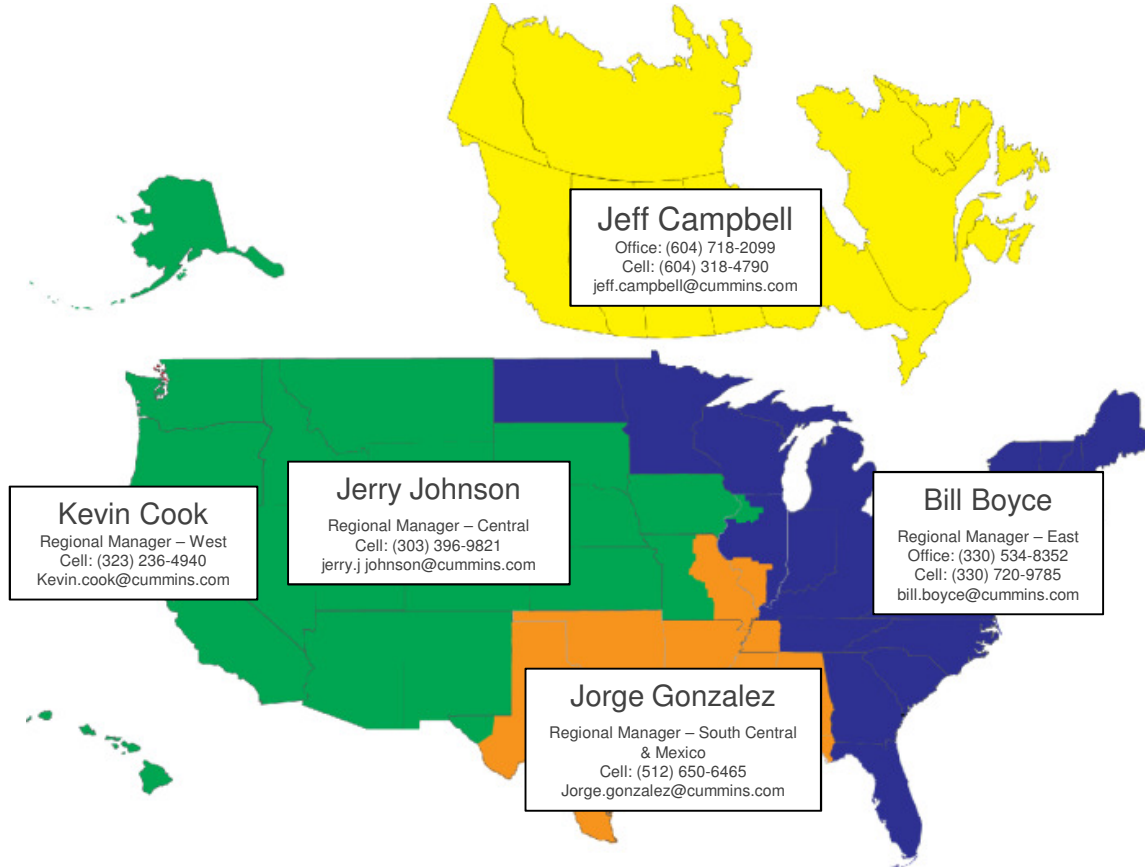 Jeff Campbell
Office: (604) 718-2099
Cell: (604) 318-4790
jeff.campbell@cummins.com
Kevin Cook
Regional Manager – West
Cell: (323) 236-4940
Kevin.cook@cummins.com
Jerry Johnson
Regional Manager – Central
Cell: (303) 396-9821
jerry.j johnson@cummins.com
Bill Boyce
Regional Manager – East
Office: (330) 534-8352
Cell: (330) 720-9785
bill.boyce@cummins.com
Jorge Gonzalez
Regional Manager – South Central
& Mexico
Cell: (512) 650-6465
Jorge.gonzalez@cummins.com